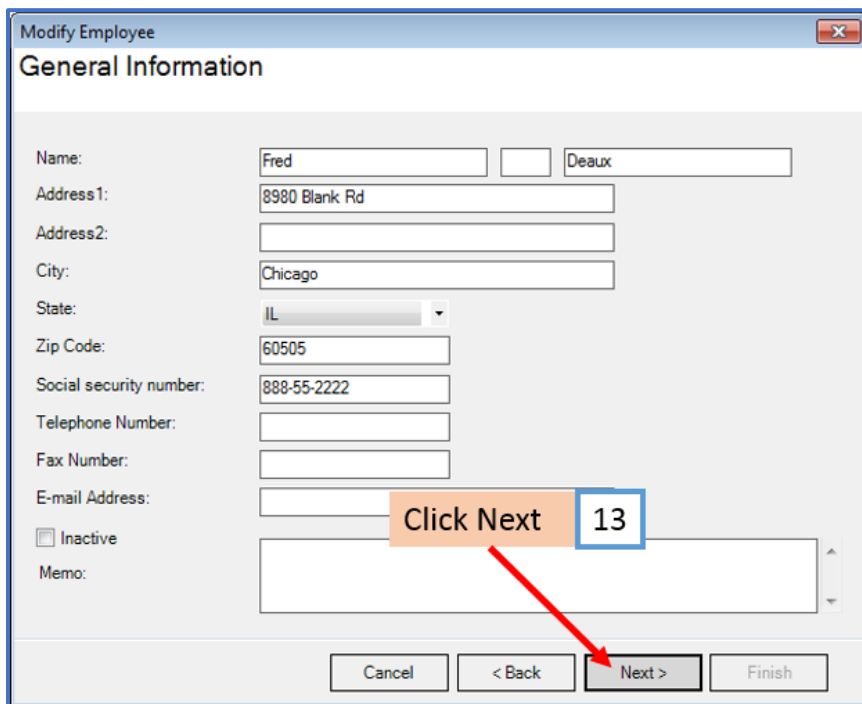 Modify Employee
General Information
Name: Fred Deaux
Address1: 8980 Blank Rd
Address2:
City: Chicago
State: IL
Zip Code: 60505
Social security number: 888-55-2222
Telephone Number:
Fax Number:
E-mail Address:
Click Next 13
Inactive
Memo:
Cancel < Back Next > Finish